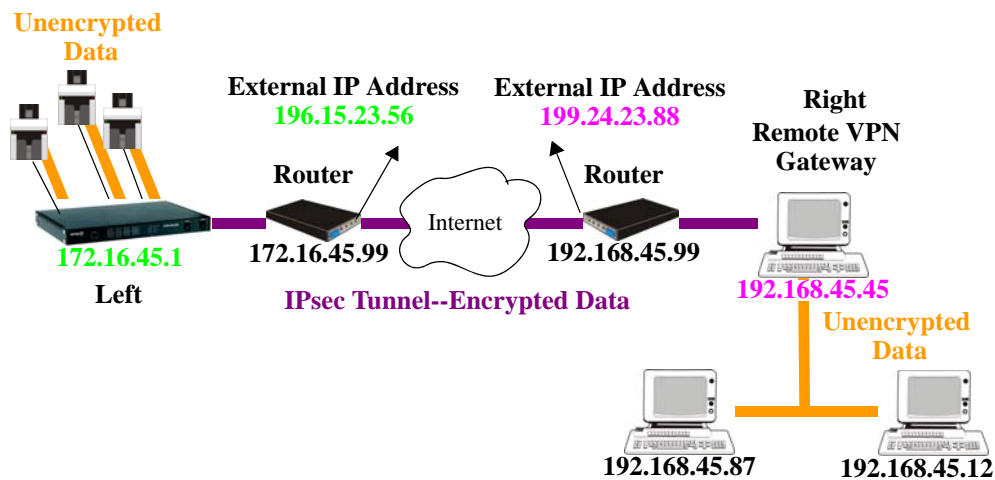 Unencrypted
Data
External IP Address
196.15.23.56
External IP Address
199.24.23.88
Right
Remote VPN
Gateway
Router
Router
Internet
172.16.45.1
Left
172.16.45.99
192.168.45.99
192.168.45.45
IPsec Tunnel--Encrypted Data
Unencrypted
Data
192.168.45.87
192.168.45.12